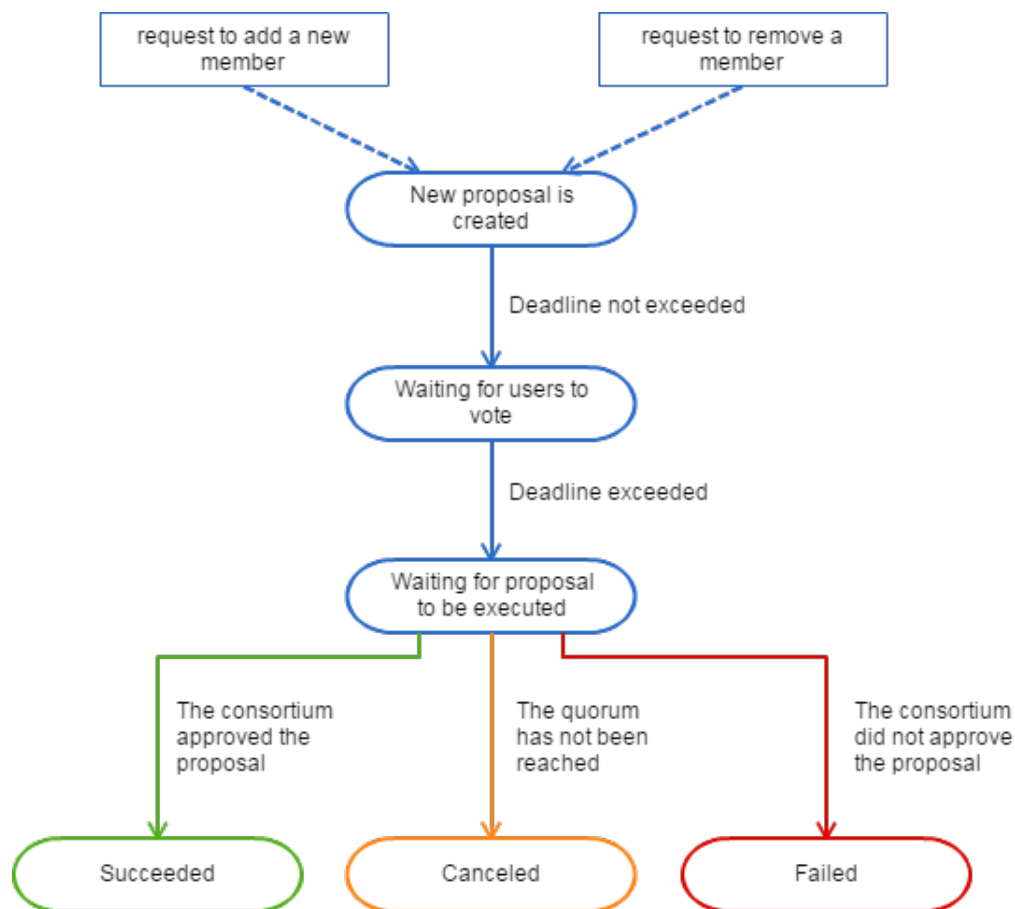 request to add a new
member
request to remove a
member
New proposal is
created
Deadline not exceeded
Waiting for users to
vote
Deadline exceeded
Waiting for proposal
to be executed
The consortium
approved the
proposal
The quorum
has not been
reached
The consortium
did not approve
the proposal
Succeeded
Canceled
Failed